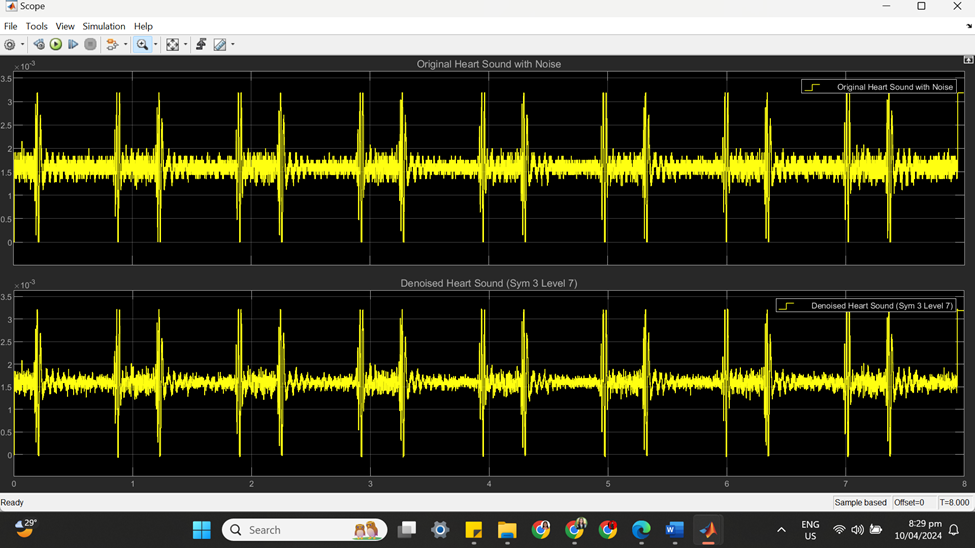 Scope
File Tools View Simulation Help
×10⁻³
Original Heart Sound with Noise
Original Heart Sound with Noise
3.5
3
2.5
2
1.5
1
0.5
0
×10⁻³
Denoised Heart Sound (Sym 3 Level 7)
Denoised Heart Sound (Sym 3 Level 7)
3.5
3
2.5
2
1.5
1
0.5
0
0 1 2 3 4 5 6 7 8
Ready Sample based Offset=0 T=8.000
29° Search ENG US 8:29 pm 10/04/2024